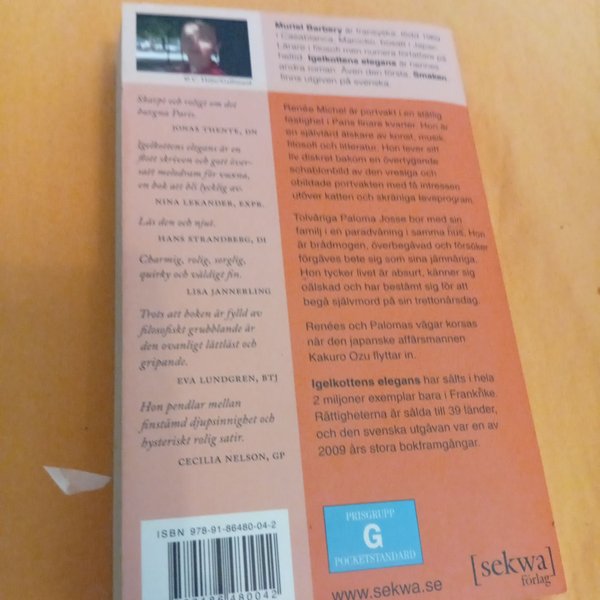 Muriel Barbery är fransyska, född 1969
i Casablanca, Marocko, bosatt i Japan.
Lärare i filosofi men numera författare på
heltid. Igelkottens elegans är hennes
andra roman. Även den första, Smaken,
finns utgiven på svenska.
Skarpt och roligt om det
burgna Paris.
JONAS THENTE, DN
Igelkottens elegans är en
flott skriven och gott över-
satt melodram för vuxna,
en bok att bli lycklig av.
NINA LEKANDER, EXPR.
Läs den och njut.
HANS STRANDBERG, DI
Charmig, rolig, sorglig,
quirky och väldigt fin.
LISA JANNERLING
Trots att boken är fylld av
filosofiskt grubblande är
den ovanligt lättläst och
gripande.
EVA LUNDGREN, BTJ
Hon pendlar mellan
finstämd djupsinnighet och
hysteriskt rolig satir.
CECILIA NELSON, GP
Renée Michel är portvakt i en ståtlig
fastighet i Paris finare kvarter. Hon är
en självlärd älskare av konst, musik,
filosofi och litteratur. Hon lever sitt
liv diskret bakom en övertygande
schablonbild av den vresiga och
obildade portvakten med få intressen
utöver katten och skräniga teveprogram.
Tolvåriga Paloma Josse bor med sin
familj i en paradvåning i samma hus. Hon
är brådmogen, överbegåvad och försöker
förgäves bete sig som sina jämnåriga.
Hon tycker livet är absurt, känner sig
oälskad och har bestämt sig för att
begå självmord på sin trettonårsdag.
Renées och Palomas vägar korsas
när den japanske affärsmannen
Kakuro Ozu flyttar in.
Igelkottens elegans har sålts i hela
2 miljoner exemplar bara i Frankrike.
Rättigheterna är sålda till 39 länder,
och den svenska utgåvan var en av
2009 års stora bokframgångar.
ISBN 978-91-86480-04-2
PRISGRUPP
G
POCKETSTANDARD
www.sekwa.se
[sekwa]
förlag